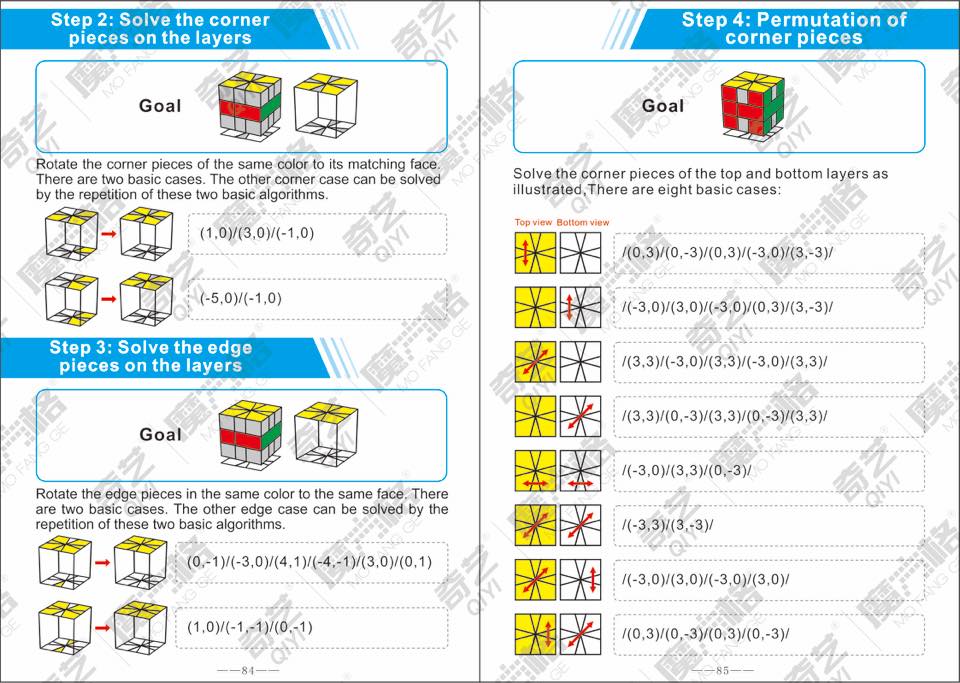 Step 2: Solve the corner
pieces on the layers
Goal
Rotate the corner pieces of the same color to its matching face.
There are two basic cases. The other corner case can be solved
by the repetition of these two basic algorithms.
(1,0)/(3,0)/(-1,0)
(-5,0)/(-1,0)
Step 3: Solve the edge
pieces on the layers
Goal
Rotate the edge pieces in the same color to the same face. There
are two basic cases. The other edge case can be solved by the
repetition of these two basic algorithms.
(0,-1)/(-3,0)/(4,1)/(-4,-1)/(3,0)/(0,1)
(1,0)/(-1,-1)/(0,-1)
——84——
Step 4: Permutation of
corner pieces
Goal
Solve the corner pieces of the top and bottom layers as
illustrated,There are eight basic cases:
Top view Bottom view
/(0,3)/(0,-3)/(0,3)/(-3,0)/(3,-3)/
/(-3,0)/(3,0)/(-3,0)/(0,3)/(3,-3)/
/(3,3)/(-3,0)/(3,3)/(-3,0)/(3,3)/
/(3,3)/(0,-3)/(3,3)/(0,-3)/(3,3)/
/(-3,0)/(3,3)/(0,-3)/
/(-3,3)/(3,-3)/
/(-3,0)/(3,0)/(-3,0)/(3,0)/
/(0,3)/(0,-3)/(0,3)/(0,-3)/
——85——
奇艺
QIYI
魔方格
MO FANG GE